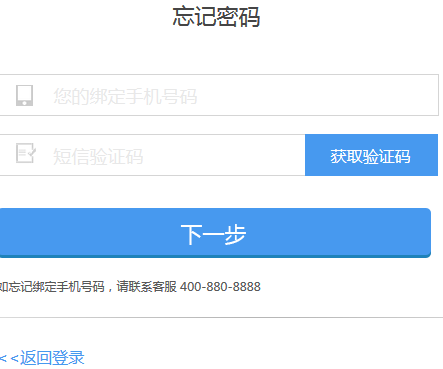 忘记密码
您的绑定手机号码
短信验证码
获取验证码
下一步
如忘记绑定手机号码，请联系客服 400-880-8888
<<返回登录